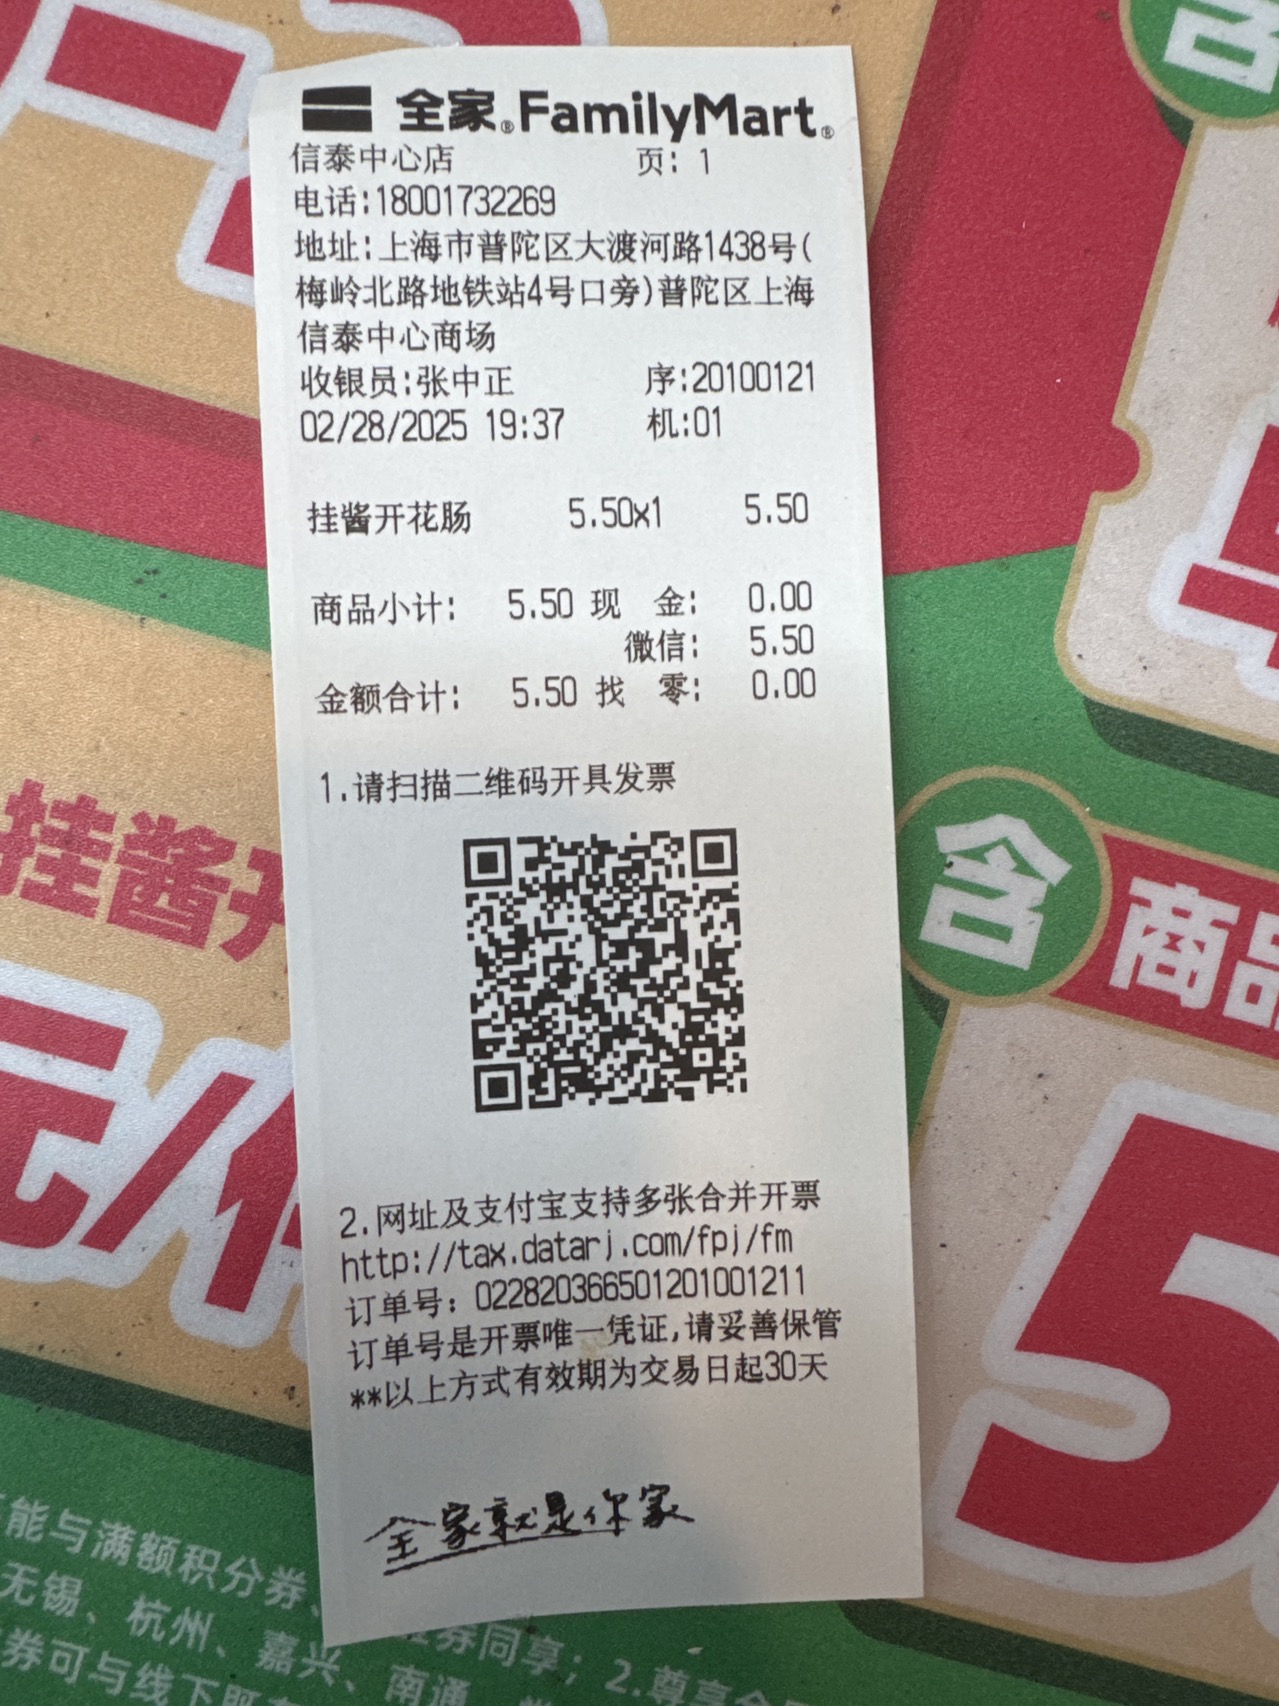 全家®FamilyMart®
信泰中心店 页: 1
电话:18001732269
地址:上海市普陀区大渡河路1438号(
梅岭北路地铁站4号口旁)普陀区上海
信泰中心商场
收银员:张中正 序:20100121
02/28/2025 19:37 机:01
挂酱开花肠 5.50x1 5.50
商品小计: 5.50 现 金: 0.00
微信: 5.50
金额合计: 5.50 找 零: 0.00
1.请扫描二维码开具发票
2.网址及支付宝支持多张合并开票
http://tax.datarj.com/fpj/fm
订单号: 022820366501201001211
订单号是开票唯一凭证,请妥善保管
**以上方式有效期为交易日起30天
全家就是你家
挂酱开
元/
含
商品
5
能与满额积分券、
无锡、杭州、嘉兴、南通
券同享; 2.尊享会
券可与线下